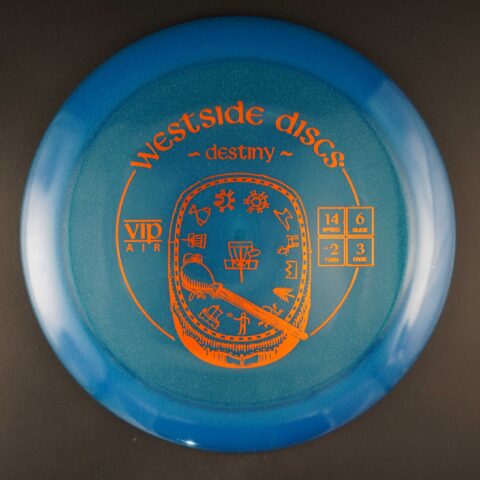 westside discs
~ destiny ~
VIP
AIR
14 6
SPEED GLIDE
-2 3
TURN FADE